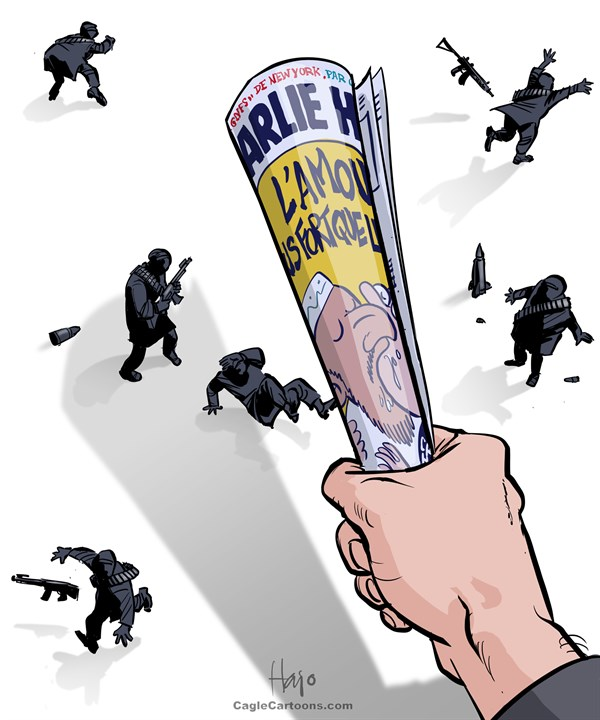 DE NEW YORK. PAR
ARLIE H
L'AMOU
US FORT QUE L
Hajo
CagleCartoons.com